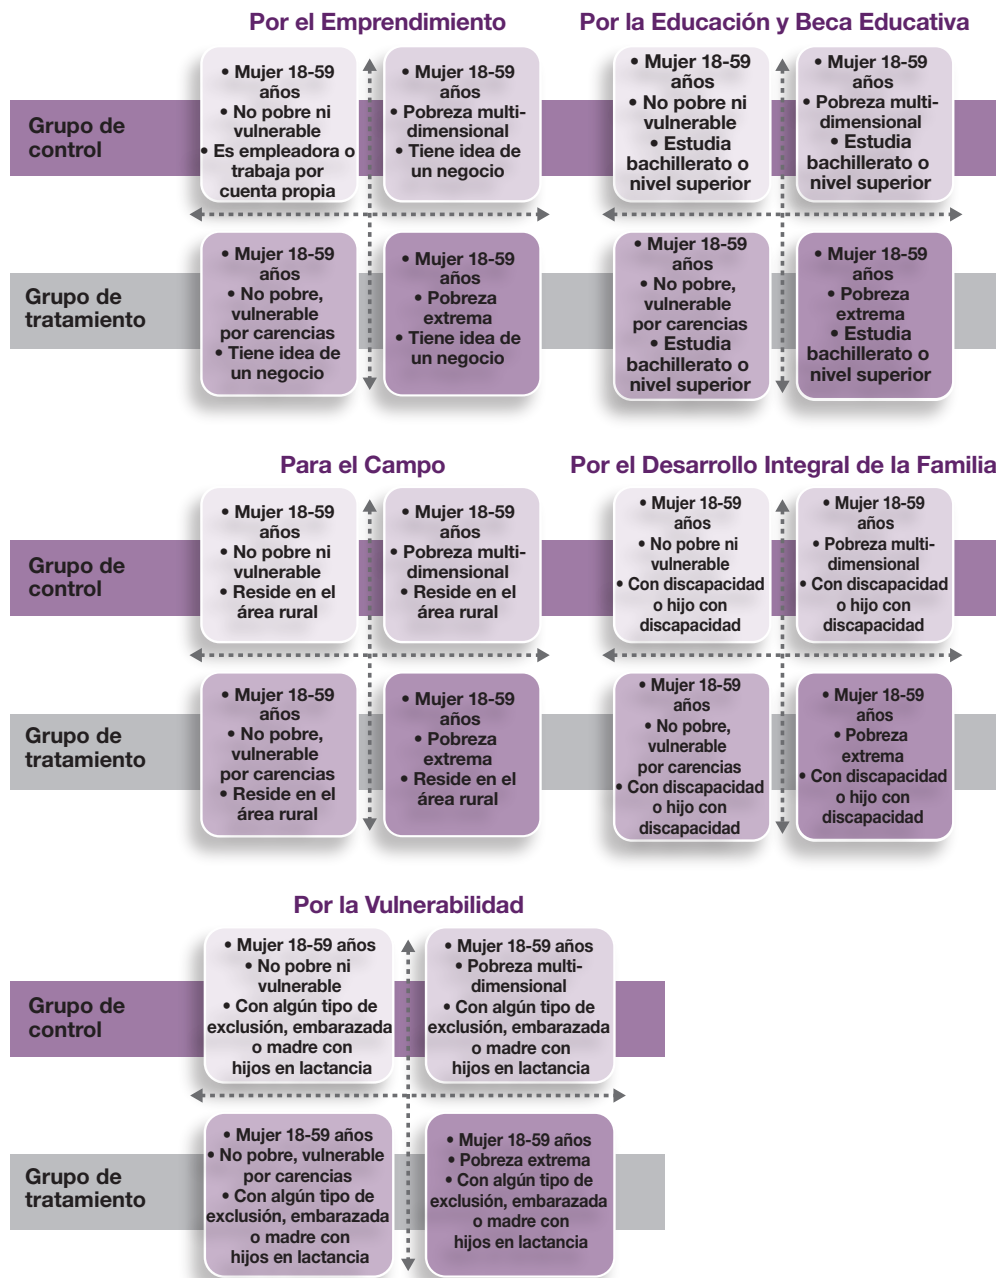 Por el Emprendimiento
Grupo de
control
• Mujer 18-59
años
• No pobre ni
vulnerable
• Es empleadora o
trabaja por
cuenta propia
• Mujer 18-59
años
• Pobreza multi-
dimensional
• Tiene idea de
un negocio
Grupo de
tratamiento
• Mujer 18-59
años
• No pobre,
vulnerable
por carencias
• Tiene idea de
un negocio
• Mujer 18-59
años
• Pobreza
extrema
• Tiene idea de
un negocio
Por la Educación y Beca Educativa
• Mujer 18-59
años
• No pobre ni
vulnerable
• Estudia
bachillerato o
nivel superior
• Mujer 18-59
años
• Pobreza multi-
dimensional
• Estudia
bachillerato o
nivel superior
• Mujer 18-59
años
• No pobre,
vulnerable
por carencias
• Estudia
bachillerato o
nivel superior
• Mujer 18-59
años
• Pobreza
extrema
• Estudia
bachillerato o
nivel superior
Para el Campo
Grupo de
control
• Mujer 18-59
años
• No pobre ni
vulnerable
• Reside en el
área rural
• Mujer 18-59
años
• Pobreza multi-
dimensional
• Reside en el
área rural
Grupo de
tratamiento
• Mujer 18-59
años
• No pobre,
vulnerable
por carencias
• Reside en el
área rural
• Mujer 18-59
años
• Pobreza
extrema
• Reside en el
área rural
Por el Desarrollo Integral de la Familia
• Mujer 18-59
años
• No pobre ni
vulnerable
• Con discapacidad
o hijo con
discapacidad
• Mujer 18-59
años
• Pobreza multi-
dimensional
• Con discapacidad
o hijo con
discapacidad
• Mujer 18-59
años
• No pobre,
vulnerable
por carencias
• Con discapacidad
o hijo con
discapacidad
• Mujer 18-59
años
• Pobreza
extrema
• Con discapacidad
o hijo con
discapacidad
Por la Vulnerabilidad
Grupo de
control
• Mujer 18-59 años
• No pobre ni
vulnerable
• Con algún tipo de
exclusión, embarazada
o madre con
hijos en lactancia
• Mujer 18-59 años
• Pobreza multi-
dimensional
• Con algún tipo de
exclusión, embarazada
o madre con
hijos en lactancia
Grupo de
tratamiento
• Mujer 18-59 años
• No pobre, vulnerable
por carencias
• Con algún tipo de
exclusión, embarazada
o madre con
hijos en lactancia
• Mujer 18-59 años
• Pobreza extrema
• Con algún tipo de
exclusión, embarazada
o madre con
hijos en lactancia